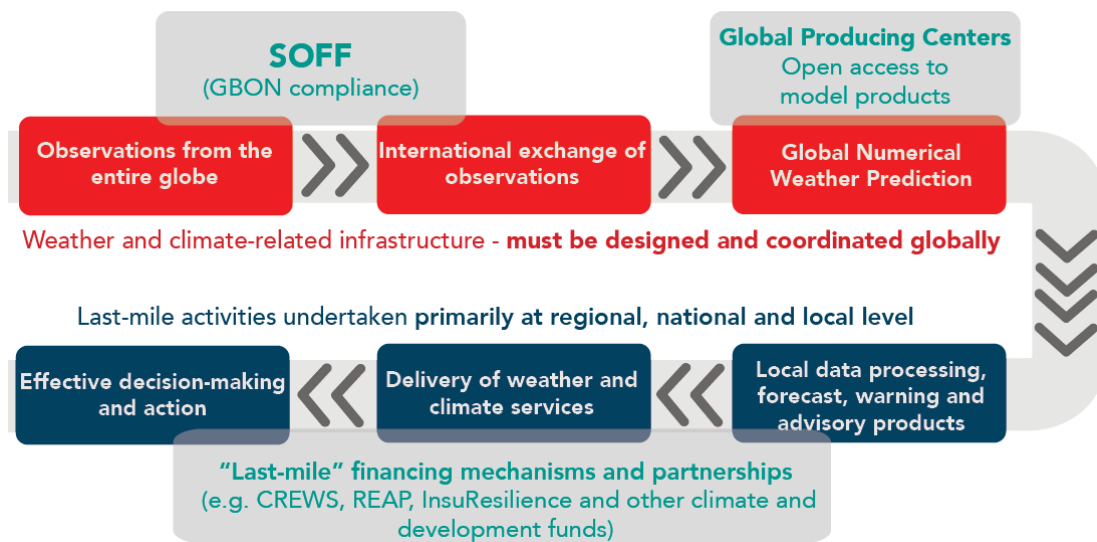 SOFF
(GBON compliance)
Global Producing Centers
Open access to
model products
Observations from the
entire globe
International exchange of
observations
Global Numerical
Weather Prediction
Weather and climate-related infrastructure - must be designed and coordinated globally
Last-mile activities undertaken primarily at regional, national and local level
Effective decision-making
and action
Delivery of weather and
climate services
Local data processing,
forecast, warning and
advisory products
“Last-mile” financing mechanisms and partnerships
(e.g. CREWS, REAP, InsuResilience and other climate and
development funds)